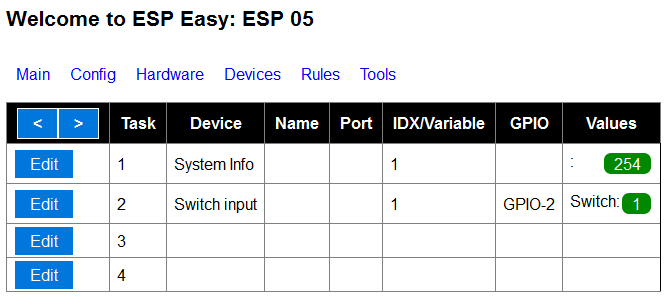 Welcome to ESP Easy: ESP 05
Main Config Hardware Devices Rules Tools
< > Task Device Name Port IDX/Variable GPIO Values
Edit 1 System Info 1 : 254
Edit 2 Switch input 1 GPIO-2 Switch: 1
Edit 3
Edit 4